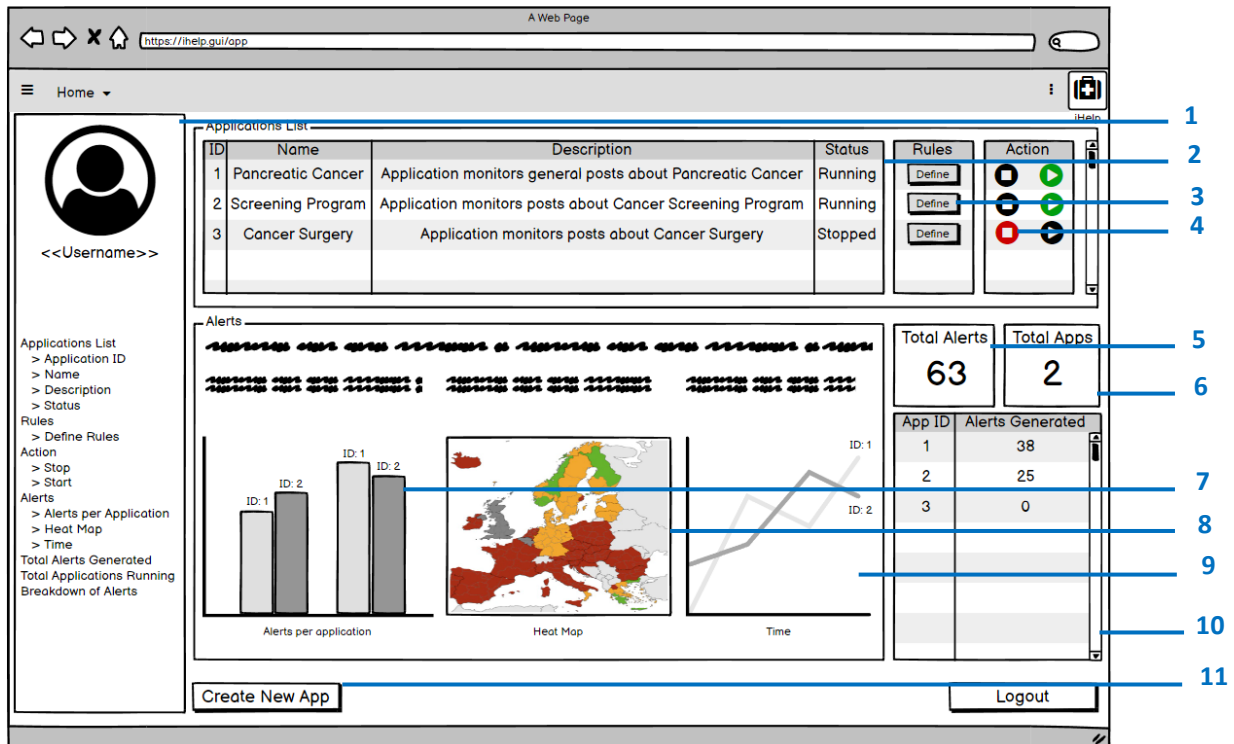 A Web Page
https://ihelp.gui/app
Home
iHelp
1
<<Username>>
Applications List
> Application ID
> Name
> Description
> Status
Rules
> Define Rules
Action
> Stop
> Start
Alerts
> Alerts per Application
> Heat Map
> Time
Total Alerts Generated
Total Applications Running
Breakdown of Alerts
Applications List
ID Name Description Status Rules Action
2
1 Pancreatic Cancer Application monitors general posts about Pancreatic Cancer Running Define
2 Screening Program Application monitors posts about Cancer Screening Program Running Define
3
3 Cancer Surgery Application monitors posts about Cancer Surgery Stopped Define
4
Alerts
Total Alerts
63
Total Apps
2
5
6
App ID Alerts Generated
1 38
2 25
3 0
ID: 1
ID: 2
ID: 1
ID: 2
7
Alerts per application
8
Heat Map
ID: 1
ID: 2
9
Time
10
Create New App
11
Logout